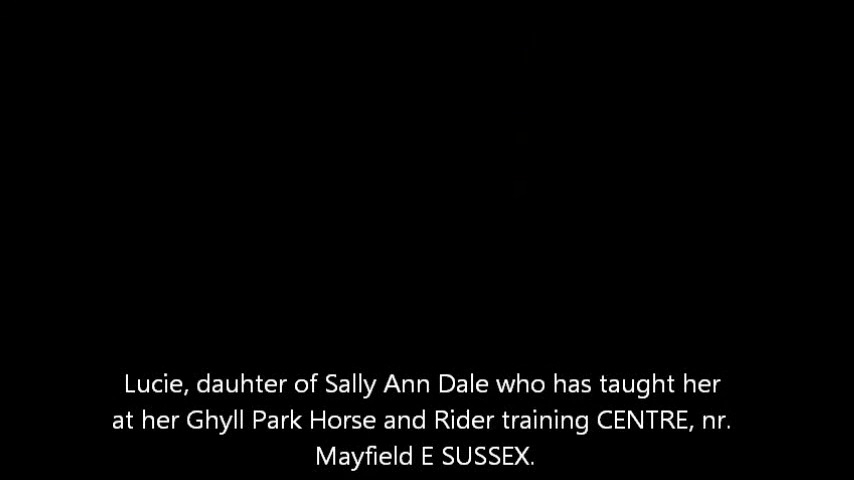 Lucie, dauhter of Sally Ann Dale who has taught her
at her Ghyll Park Horse and Rider training CENTRE, nr.
Mayfield E SUSSEX.